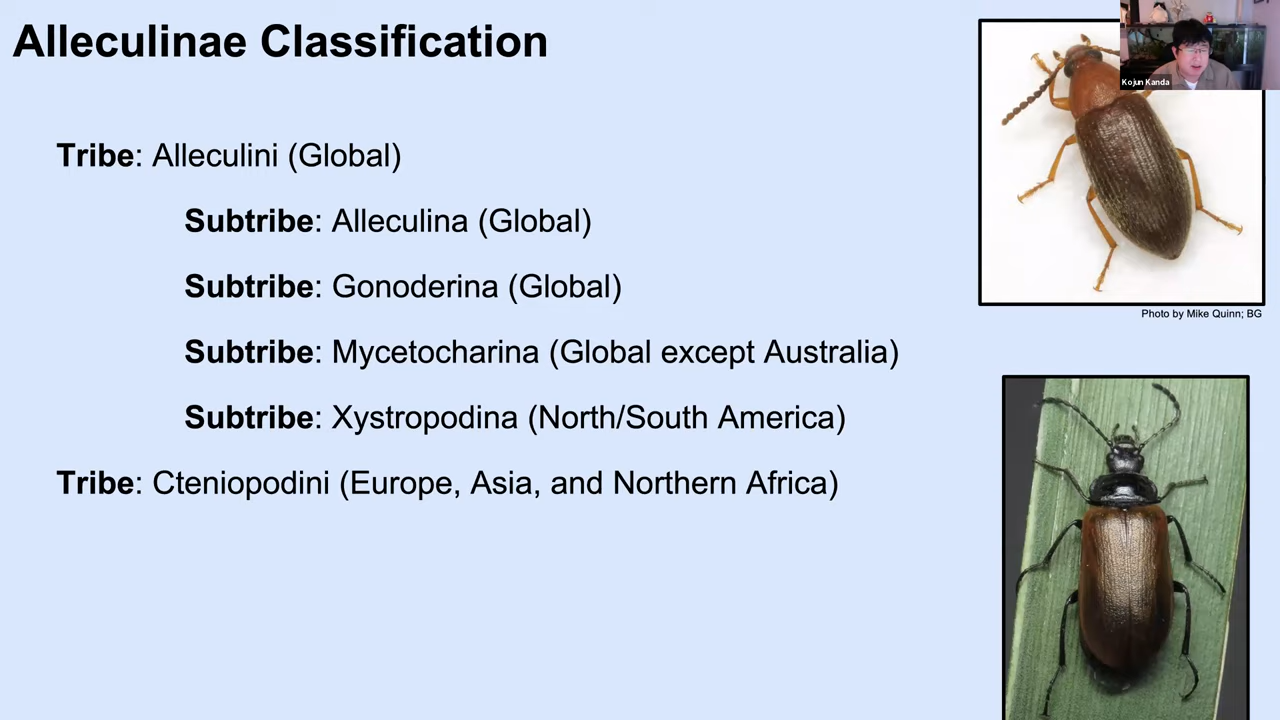 Alleculinae Classification
Kojun Kanda
Tribe: Alleculini (Global)
Subtribe: Alleculina (Global)
Subtribe: Gonoderina (Global)
Photo by Mike Quinn; BG
Subtribe: Mycetocharina (Global except Australia)
Subtribe: Xystropodina (North/South America)
Tribe: Cteniopodini (Europe, Asia, and Northern Africa)